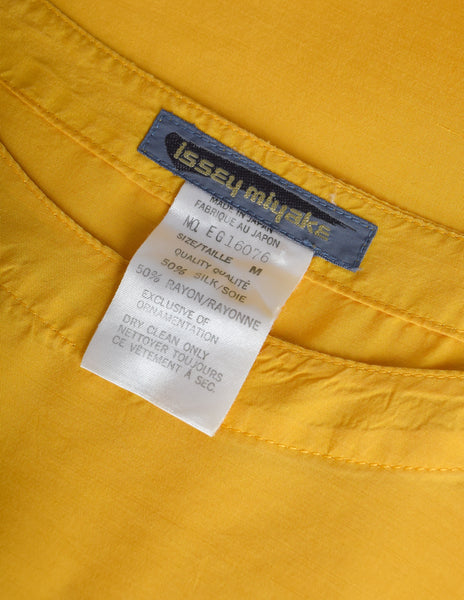 issey miyake
MADE IN JAPAN
FABRIQUE AU JAPON
NO. EG16076
SIZE/TAILLE M
QUALITY QUALITÉ
50% SILK/SOIE
50% RAYON/RAYONNE
EXCLUSIVE OF
ORNAMENTATION
DRY CLEAN ONLY
NETTOYER TOUJOURS
CE VÊTEMENT À SEC.